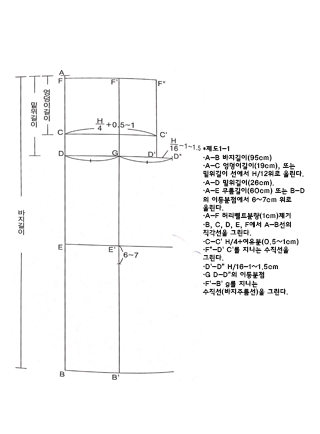 A
F F' F"
엉덩이길이
밑위길이
H/4+0.5~1
C C'
H/16-1~1.5
D G D' D"
바지길이
E E' 6~7
B B'
*제도1-1
·A-B 바지길이(95cm)
·A-C 엉덩이길이(19cm), 또는
밑위길이 선에서 H/12위로 올린다.
·A-D 밑위길이(26cm).
·A-E 무릎길이(60cm) 또는 B-D
의 이등분점에서 6~7cm 위로
올린다.
·A-F 허리벨트분량(1cm)제거
·B, C, D, E, F에서 A-B선의
직각선을 그린다.
·C-C' H/4+여유분(0.5~1cm)
·F"-D' C'를 지나는 수직선을
그린다.
·D'-D" H/16-1~1.5cm
·G D-D"의 이등분점
·F'-B' g를 지나는
수직선(바지주름선)을 그린다.